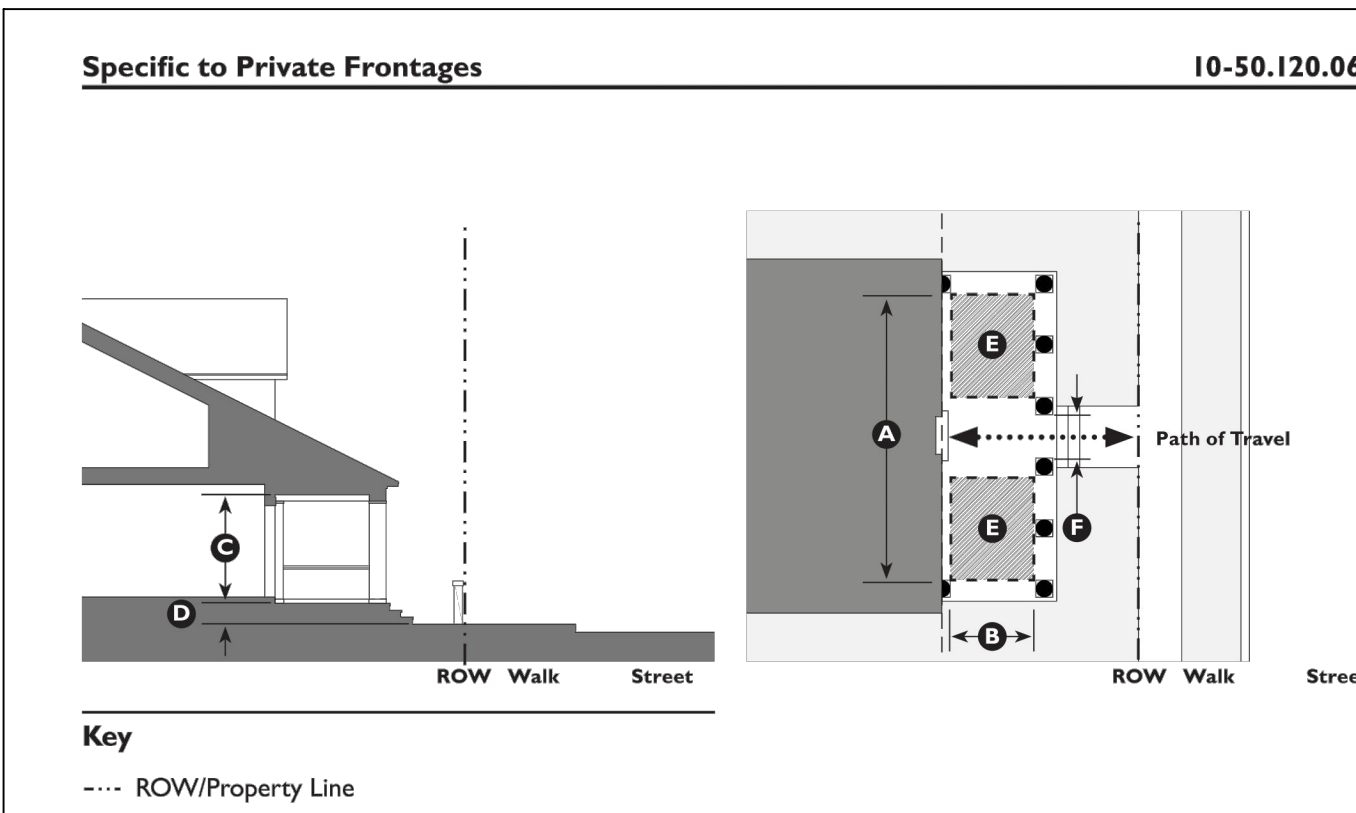 Specific to Private Frontages 10-50.120.06
A
B
C
D
E
E
F
Path of Travel
ROW Walk Street
ROW Walk Stree
Key
ROW/Property Line